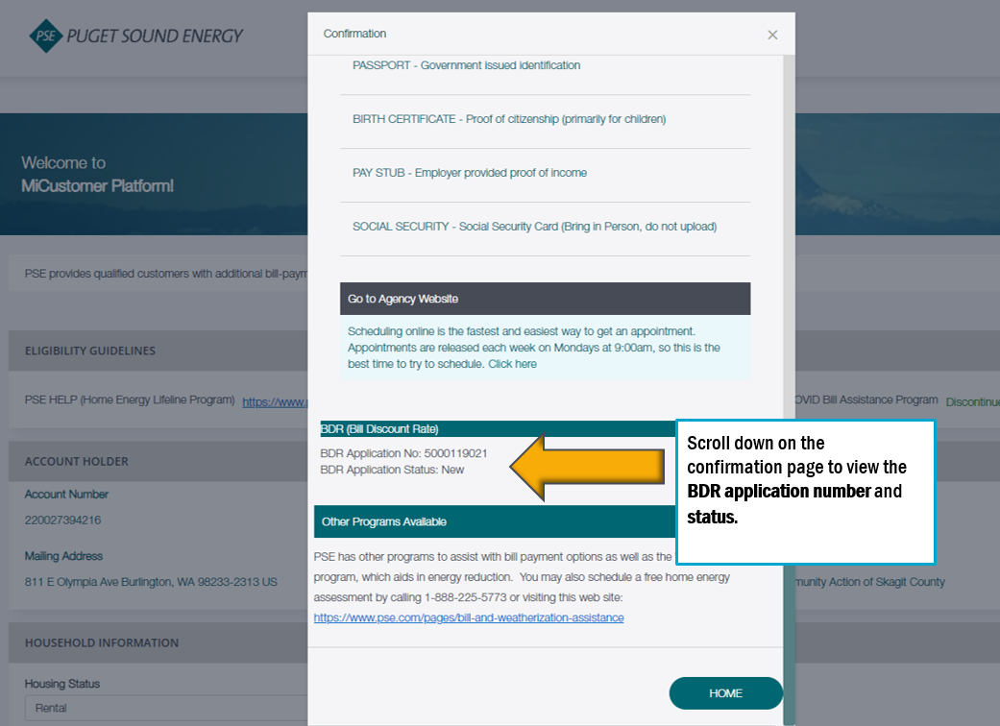 PSE PUGET SOUND ENERGY
Welcome to
MiCustomer Platform!
PSE provides qualified customers with additional bill-paym
ELIGIBILITY GUIDELINES
PSE HELP (Home Energy Lifeline Program) https://www.
OVID Bill Assistance Program Discontinue
ACCOUNT HOLDER
Account Number
220027394216
Mailing Address
811 E Olympia Ave Burlington, WA 98233-2313 US
munity Action of Skagit County
HOUSEHOLD INFORMATION
Housing Status
Rental
Confirmation
PASSPORT - Government issued identification
BIRTH CERTIFICATE - Proof of citizenship (primarily for children)
PAY STUB - Employer provided proof of income
SOCIAL SECURITY - Social Security Card (Bring in Person, do not upload)
Go to Agency Website
Scheduling online is the fastest and easiest way to get an appointment.
Appointments are released each week on Mondays at 9:00am, so this is the
best time to try to schedule. Click here
BDR (Bill Discount Rate)
BDR Application No: 5000119021
BDR Application Status: New
Other Programs Available
PSE has other programs to assist with bill payment options as well as the
program, which aids in energy reduction. You may also schedule a free home energy
assessment by calling 1-888-225-5773 or visiting this web site:
https://www.pse.com/pages/bill-and-weatherization-assistance
HOME
Scroll down on the
confirmation page to view the
BDR application number and
status.